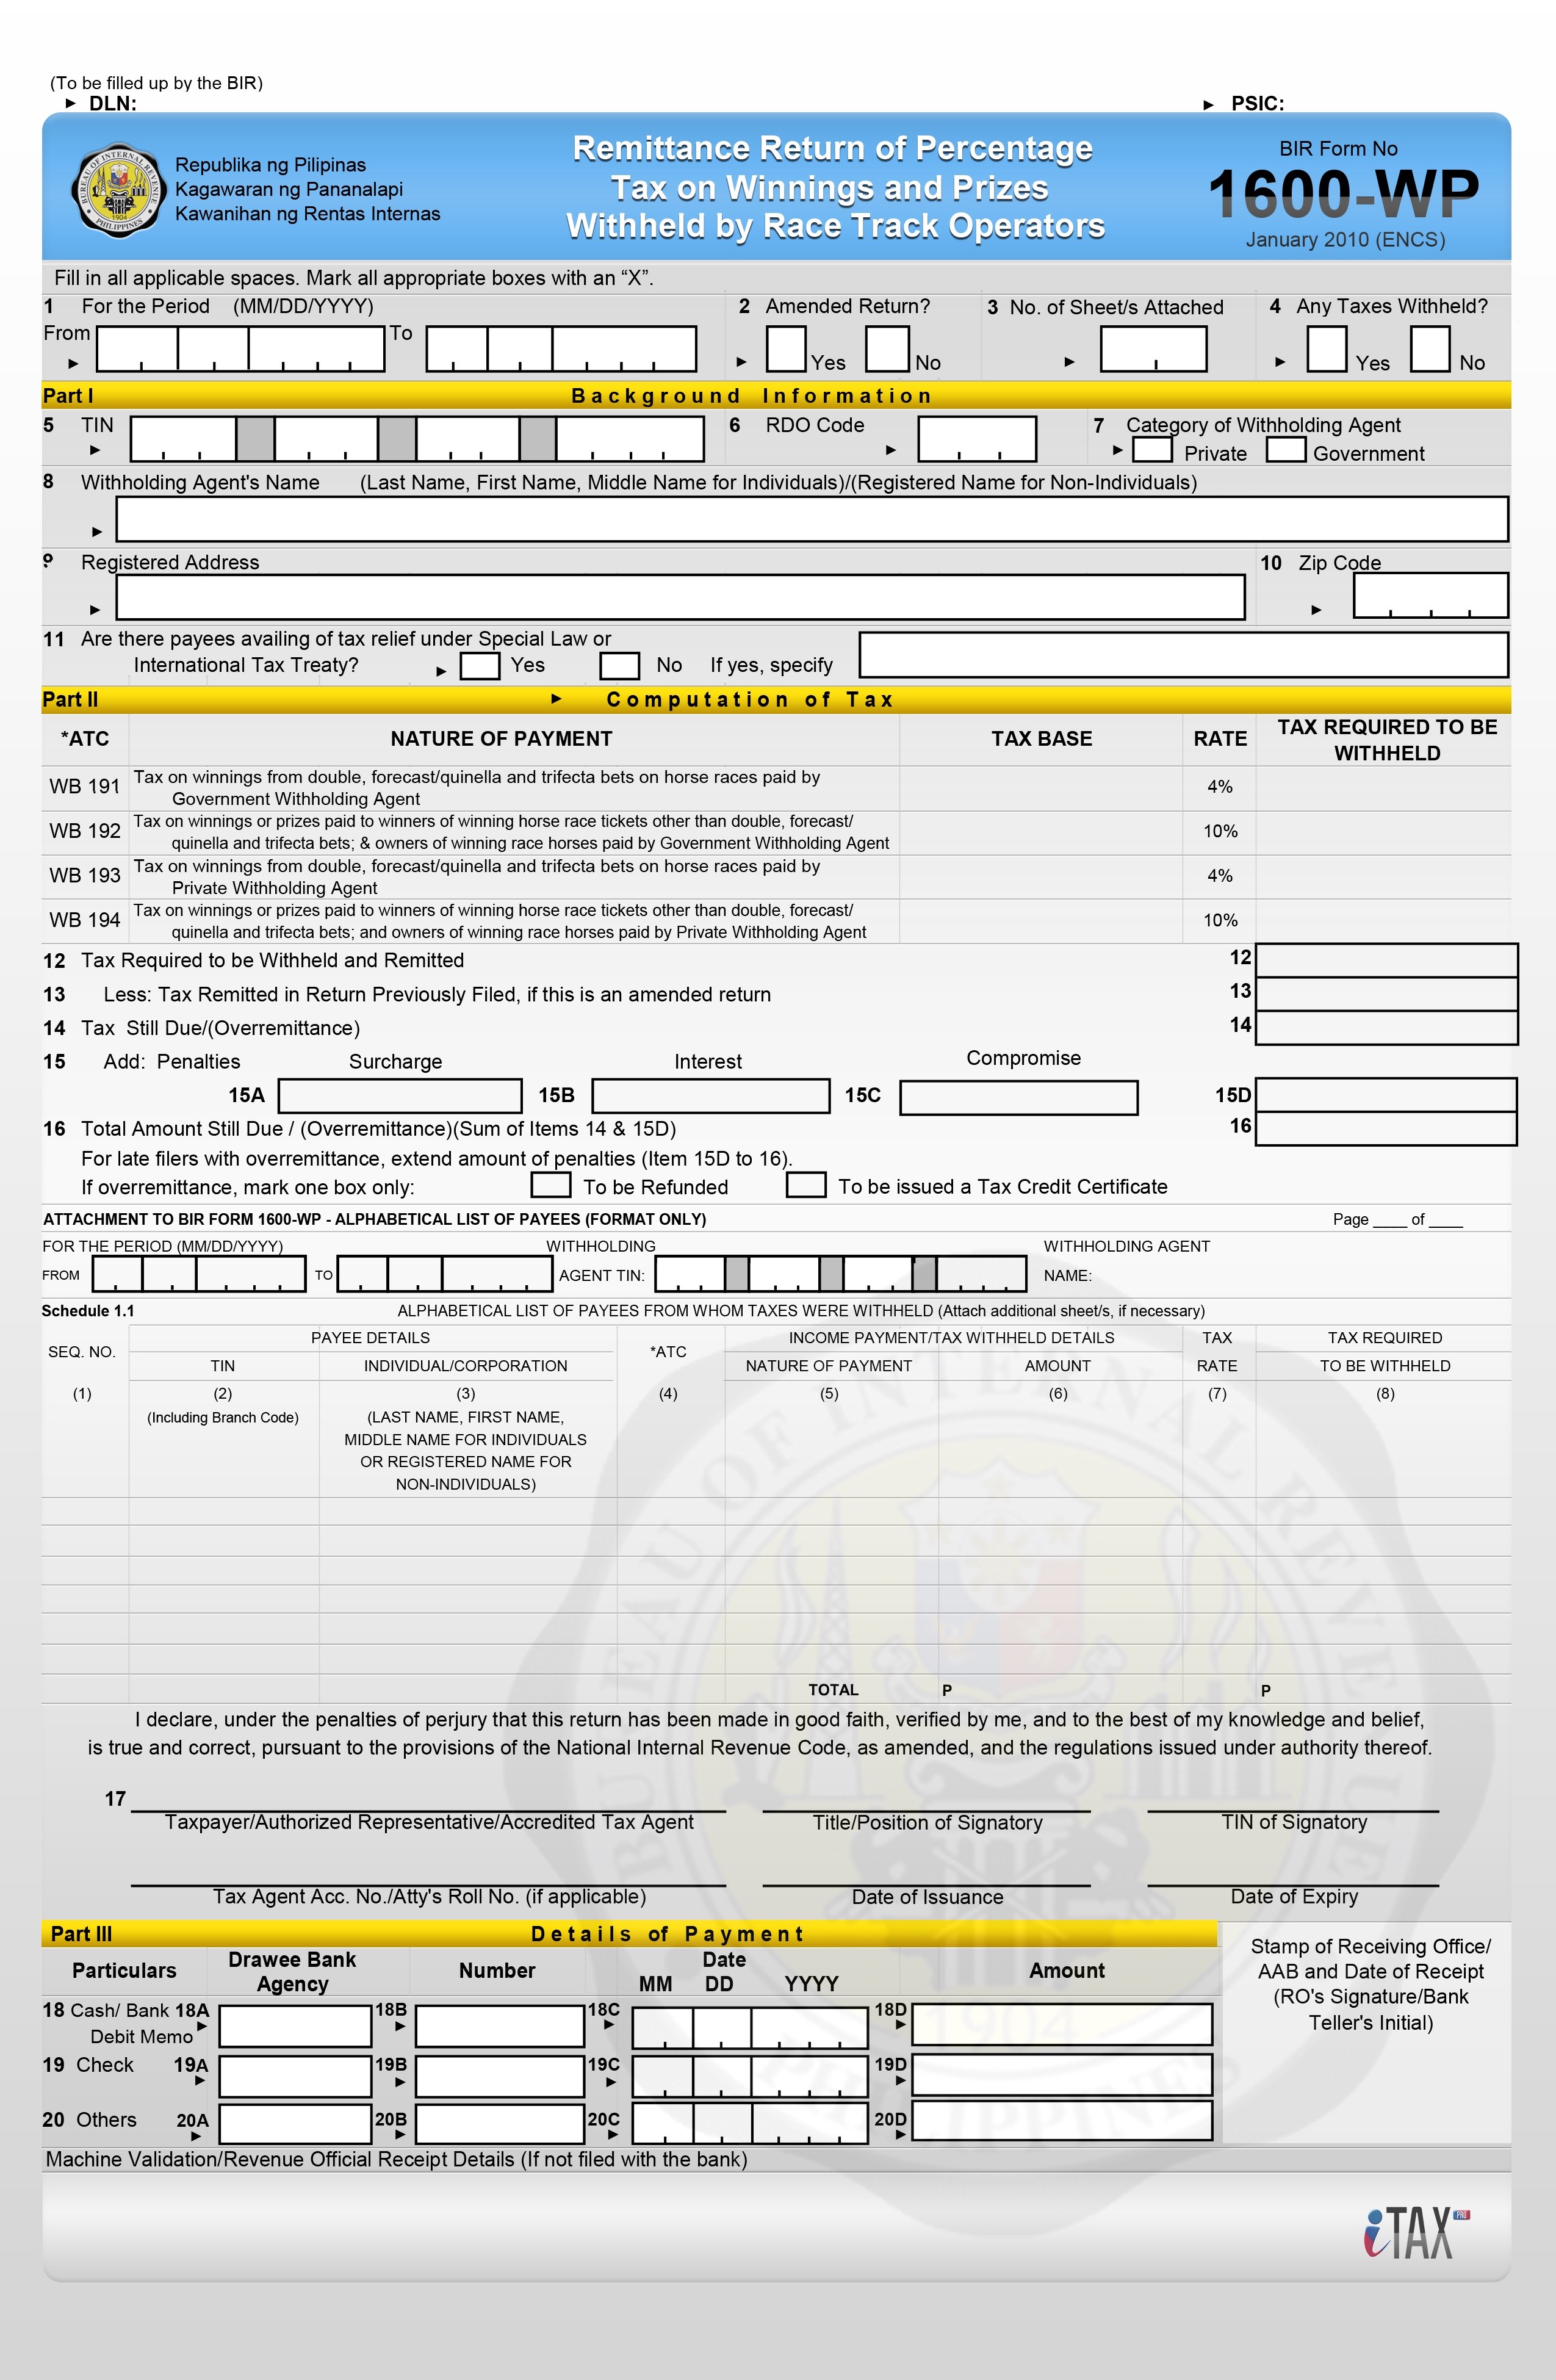 (To be filled up by the BIR)
DLN:
PSIC:
BUREAU OF INTERNAL REVENUE
1904
PHILIPPINES
Republika ng Pilipinas
Kagawaran ng Pananalapi
Kawanihan ng Rentas Internas
Remittance Return of Percentage
Tax on Winnings and Prizes
Withheld by Race Track Operators
BIR Form No
1600-WP
January 2010 (ENCS)
Fill in all applicable spaces. Mark all appropriate boxes with an “X”.
1 For the Period (MM/DD/YYYY)
From To
2 Amended Return?
Yes No
3 No. of Sheet/s Attached
4 Any Taxes Withheld?
Yes No
Part I Background Information
5 TIN
6 RDO Code
7 Category of Withholding Agent
Private Government
8 Withholding Agent's Name (Last Name, First Name, Middle Name for Individuals)/(Registered Name for Non-Individuals)
9 Registered Address
10 Zip Code
11 Are there payees availing of tax relief under Special Law or
International Tax Treaty? Yes No If yes, specify
Part II Computation of Tax
*ATC NATURE OF PAYMENT TAX BASE RATE TAX REQUIRED TO BE
WITHHELD
WB 191 Tax on winnings from double, forecast/quinella and trifecta bets on horse races paid by
Government Withholding Agent 4%
WB 192 Tax on winnings or prizes paid to winners of winning horse race tickets other than double, forecast/
quinella and trifecta bets; & owners of winning race horses paid by Government Withholding Agent 10%
WB 193 Tax on winnings from double, forecast/quinella and trifecta bets on horse races paid by
Private Withholding Agent 4%
WB 194 Tax on winnings or prizes paid to winners of winning horse race tickets other than double, forecast/
quinella and trifecta bets; and owners of winning race horses paid by Private Withholding Agent 10%
12 Tax Required to be Withheld and Remitted 12
13 Less: Tax Remitted in Return Previously Filed, if this is an amended return 13
14 Tax Still Due/(Overremittance) 14
15 Add: Penalties Surcharge Interest Compromise
15A 15B 15C 15D
16 Total Amount Still Due / (Overremittance)(Sum of Items 14 & 15D) 16
For late filers with overremittance, extend amount of penalties (Item 15D to 16).
If overremittance, mark one box only: To be Refunded To be issued a Tax Credit Certificate
ATTACHMENT TO BIR FORM 1600-WP - ALPHABETICAL LIST OF PAYEES (FORMAT ONLY) Page ____ of ____
FOR THE PERIOD (MM/DD/YYYY) WITHHOLDING WITHHOLDING AGENT
FROM TO AGENT TIN: NAME:
Schedule 1.1 ALPHABETICAL LIST OF PAYEES FROM WHOM TAXES WERE WITHHELD (Attach additional sheet/s, if necessary)
SEQ. NO. PAYEE DETAILS *ATC INCOME PAYMENT/TAX WITHHELD DETAILS TAX TAX REQUIRED
TIN INDIVIDUAL/CORPORATION NATURE OF PAYMENT AMOUNT RATE TO BE WITHHELD
(1) (2) (3) (4) (5) (6) (7) (8)
(Including Branch Code) (LAST NAME, FIRST NAME,
MIDDLE NAME FOR INDIVIDUALS
OR REGISTERED NAME FOR
NON-INDIVIDUALS)
TOTAL P P
I declare, under the penalties of perjury that this return has been made in good faith, verified by me, and to the best of my knowledge and belief,
is true and correct, pursuant to the provisions of the National Internal Revenue Code, as amended, and the regulations issued under authority thereof.
17
Taxpayer/Authorized Representative/Accredited Tax Agent Title/Position of Signatory TIN of Signatory
Tax Agent Acc. No./Atty's Roll No. (if applicable) Date of Issuance Date of Expiry
Part III Details of Payment
Particulars Drawee Bank
Agency Number Date
MM DD YYYY Amount
Stamp of Receiving Office/
AAB and Date of Receipt
(RO's Signature/Bank
Teller's Initial)
18 Cash/ Bank 18A 18B 18C 18D
Debit Memo
19 Check 19A 19B 19C 19D
20 Others 20A 20B 20C 20D
Machine Validation/Revenue Official Receipt Details (If not filed with the bank)
BUREAU OF INTERNAL REVENUE
1904
PHILIPPINES
iTAX PRO